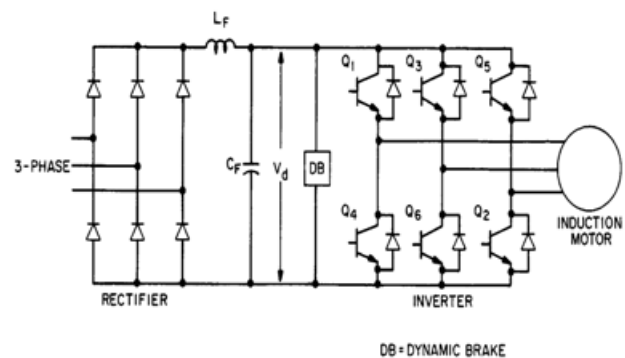 L_F
Q_1
Q_3
Q_5
3-PHASE
C_F
V_d
DB
Q_4
Q_6
Q_2
INDUCTION
MOTOR
RECTIFIER
INVERTER
DB = DYNAMIC BRAKE